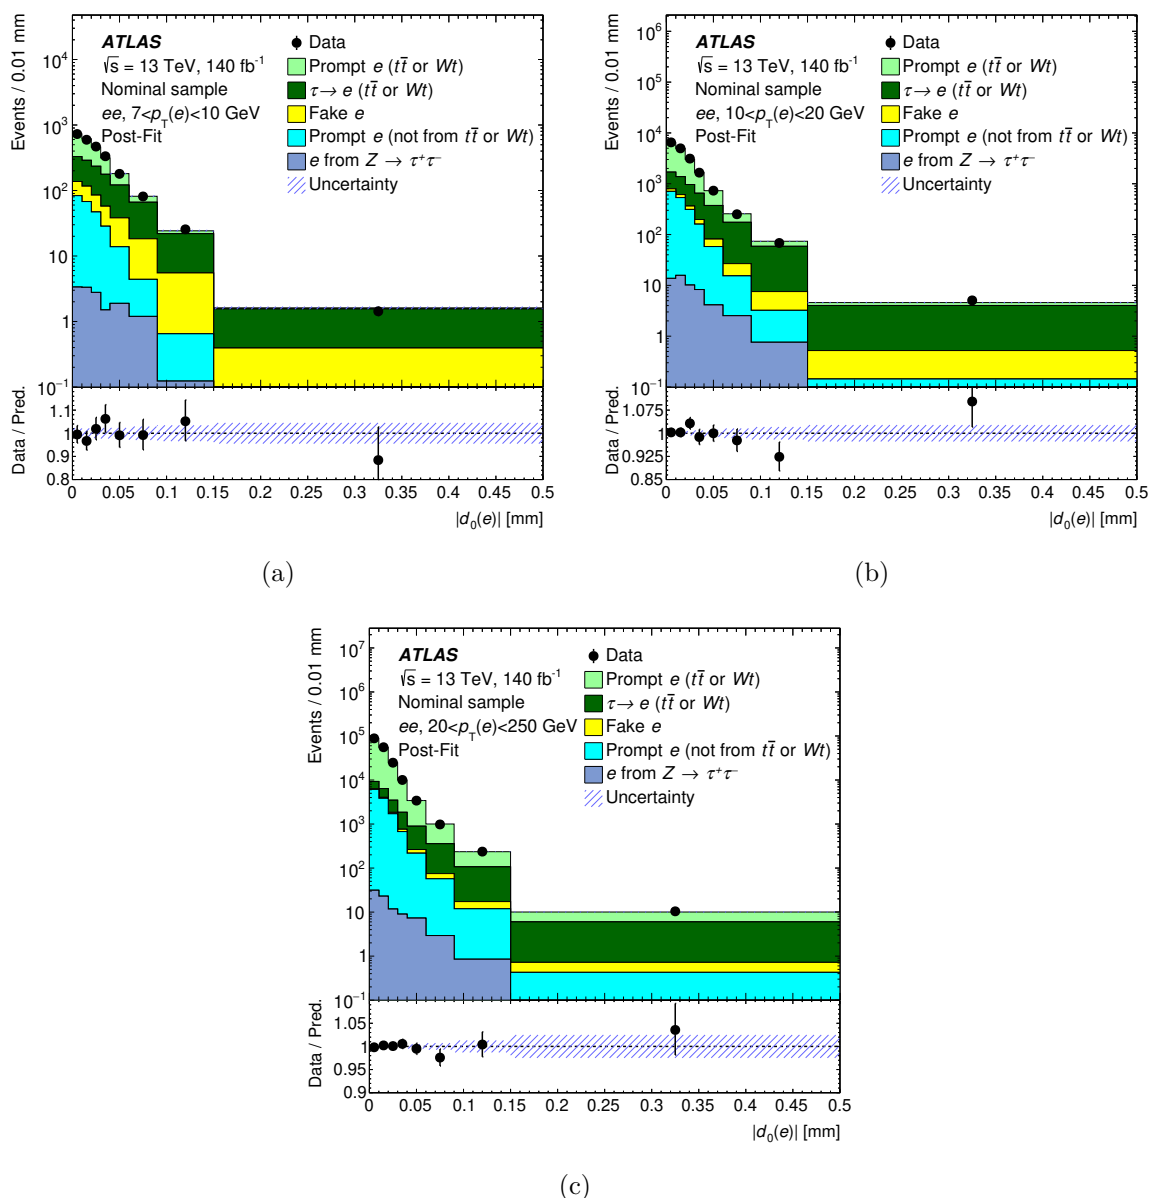 ATLAS
√s = 13 TeV, 140 fb⁻¹
Nominal sample
ee, 7<p_T(e)<10 GeV
Post-Fit
Data
Prompt e (tt̄ or Wt)
τ→ e (tt̄ or Wt)
Fake e
Prompt e (not from tt̄ or Wt)
e from Z → τ⁺τ⁻
Uncertainty
Events / 0.01 mm
10⁴
10³
10²
10
1
10⁻¹
Data / Pred.
1.1
1
0.9
0.8
0 0.05 0.1 0.15 0.2 0.25 0.3 0.35 0.4 0.45 0.5
|d₀(e)| [mm]
(a)
ATLAS
√s = 13 TeV, 140 fb⁻¹
Nominal sample
ee, 10<p_T(e)<20 GeV
Post-Fit
Data
Prompt e (tt̄ or Wt)
τ→ e (tt̄ or Wt)
Fake e
Prompt e (not from tt̄ or Wt)
e from Z → τ⁺τ⁻
Uncertainty
Events / 0.01 mm
10⁶
10⁵
10⁴
10³
10²
10
1
10⁻¹
Data / Pred.
1.075
1
0.925
0.85
0 0.05 0.1 0.15 0.2 0.25 0.3 0.35 0.4 0.45 0.5
|d₀(e)| [mm]
(b)
ATLAS
√s = 13 TeV, 140 fb⁻¹
Nominal sample
ee, 20<p_T(e)<250 GeV
Post-Fit
Data
Prompt e (tt̄ or Wt)
τ→ e (tt̄ or Wt)
Fake e
Prompt e (not from tt̄ or Wt)
e from Z → τ⁺τ⁻
Uncertainty
Events / 0.01 mm
10⁷
10⁶
10⁵
10⁴
10³
10²
10
1
10⁻¹
Data / Pred.
1.05
1
0.95
0.9
0 0.05 0.1 0.15 0.2 0.25 0.3 0.35 0.4 0.45 0.5
|d₀(e)| [mm]
(c)